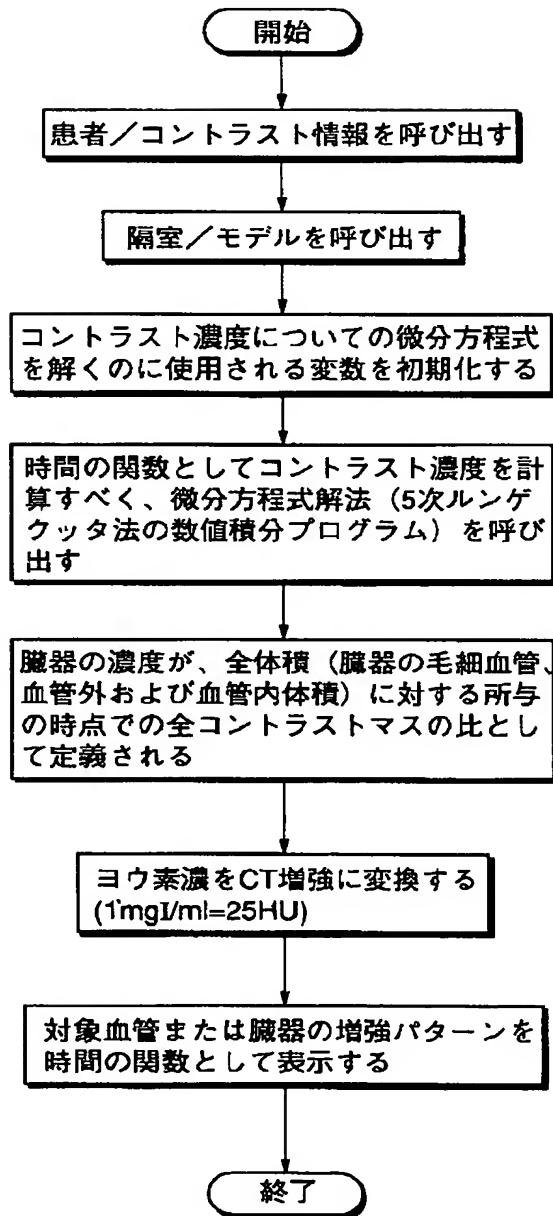 開始
患者／コントラスト情報を呼び出す
隔室／モデルを呼び出す
コントラスト濃度についての微分方程式
を解くのに使用される変数を初期化する
時間の関数としてコントラスト濃度を計
算すべく、微分方程式解法（5次ルンゲ
クッタ法の数値積分プログラム）を呼び
出す
臓器の濃度が、全体積（臓器の毛細血管、
血管外および血管内体積）に対する所与
の時点での全コントラストマスの比とし
て定義される
ヨウ素濃をCT増強に変換する
(1mgI/ml=25HU)
対象血管または臓器の増強パターンを
時間の関数として表示する
終了